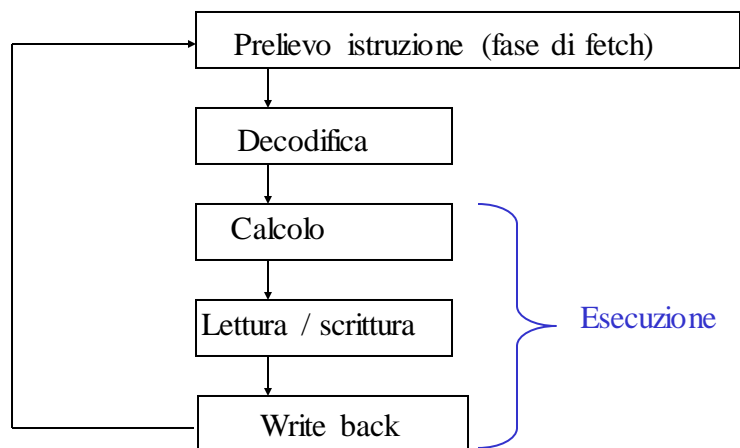 Prelievo istruzione (fase di fetch)
Decodifica
Calcolo
Lettura / scrittura
Esecuzione
Write back